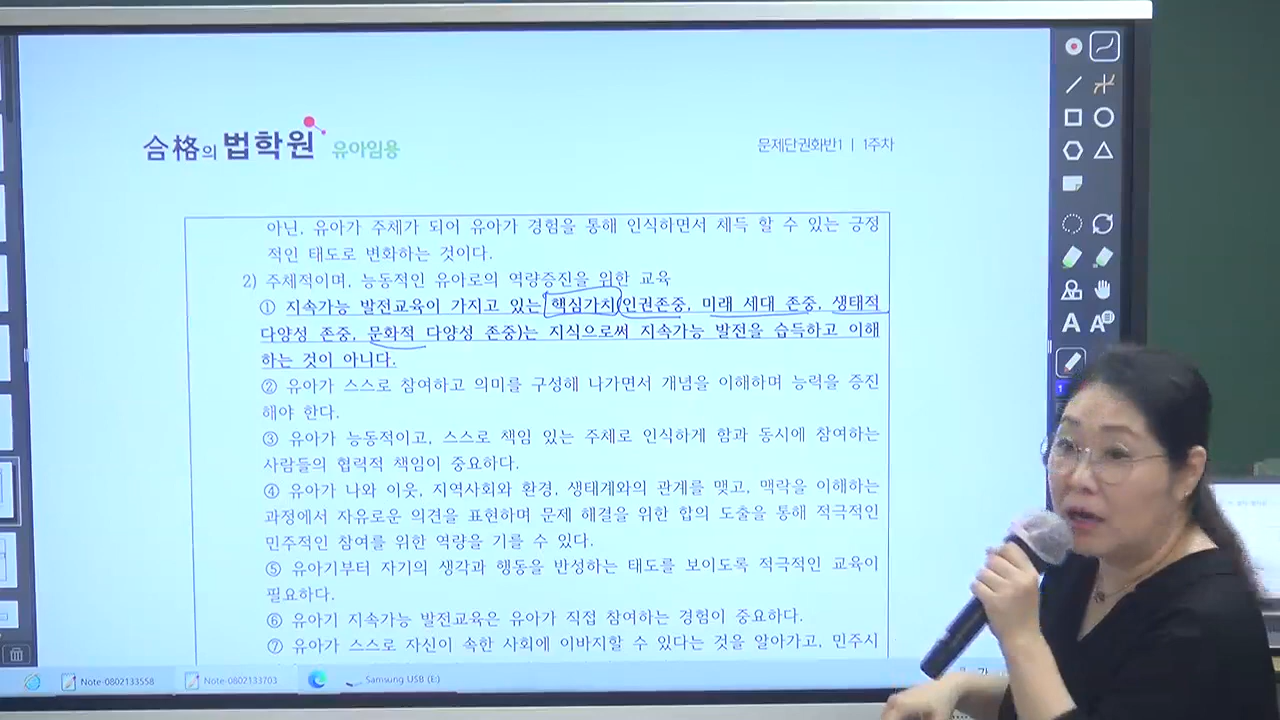 合格의 법학원 유아임용
문제단권화반1 | 1주차
아닌, 유아가 주체가 되어 유아가 경험을 통해 인식하면서 체득 할 수 있는 긍정
적인 태도로 변화하는 것이다.
2) 주체적이며, 능동적인 유아로의 역량증진을 위한 교육
① 지속가능 발전교육이 가지고 있는 핵심가치(인권존중, 미래 세대 존중, 생태적
다양성 존중, 문화적 다양성 존중)는 지식으로써 지속가능 발전을 습득하고 이해
하는 것이 아니다.
② 유아가 스스로 참여하고 의미를 구성해 나가면서 개념을 이해하며 능력을 증진
해야 한다.
③ 유아가 능동적이고, 스스로 책임 있는 주체로 인식하게 함과 동시에 참여하는
사람들의 협력적 책임이 중요하다.
④ 유아가 나와 이웃, 지역사회와 환경, 생태계와의 관계를 맺고, 맥락을 이해하는
과정에서 자유로운 의견을 표현하며 문제 해결을 위한 합의 도출을 통해 적극적인
민주적인 참여를 위한 역량을 기를 수 있다.
⑤ 유아기부터 자기의 생각과 행동을 반성하는 태도를 보이도록 적극적인 교육이
필요하다.
⑥ 유아기 지속가능 발전교육은 유아가 직접 참여하는 경험이 중요하다.
⑦ 유아가 스스로 자신이 속한 사회에 이바지할 수 있다는 것을 알아가고, 민주시
Note-0802133558
Note-0802133703
Samsung USB (E:)
가